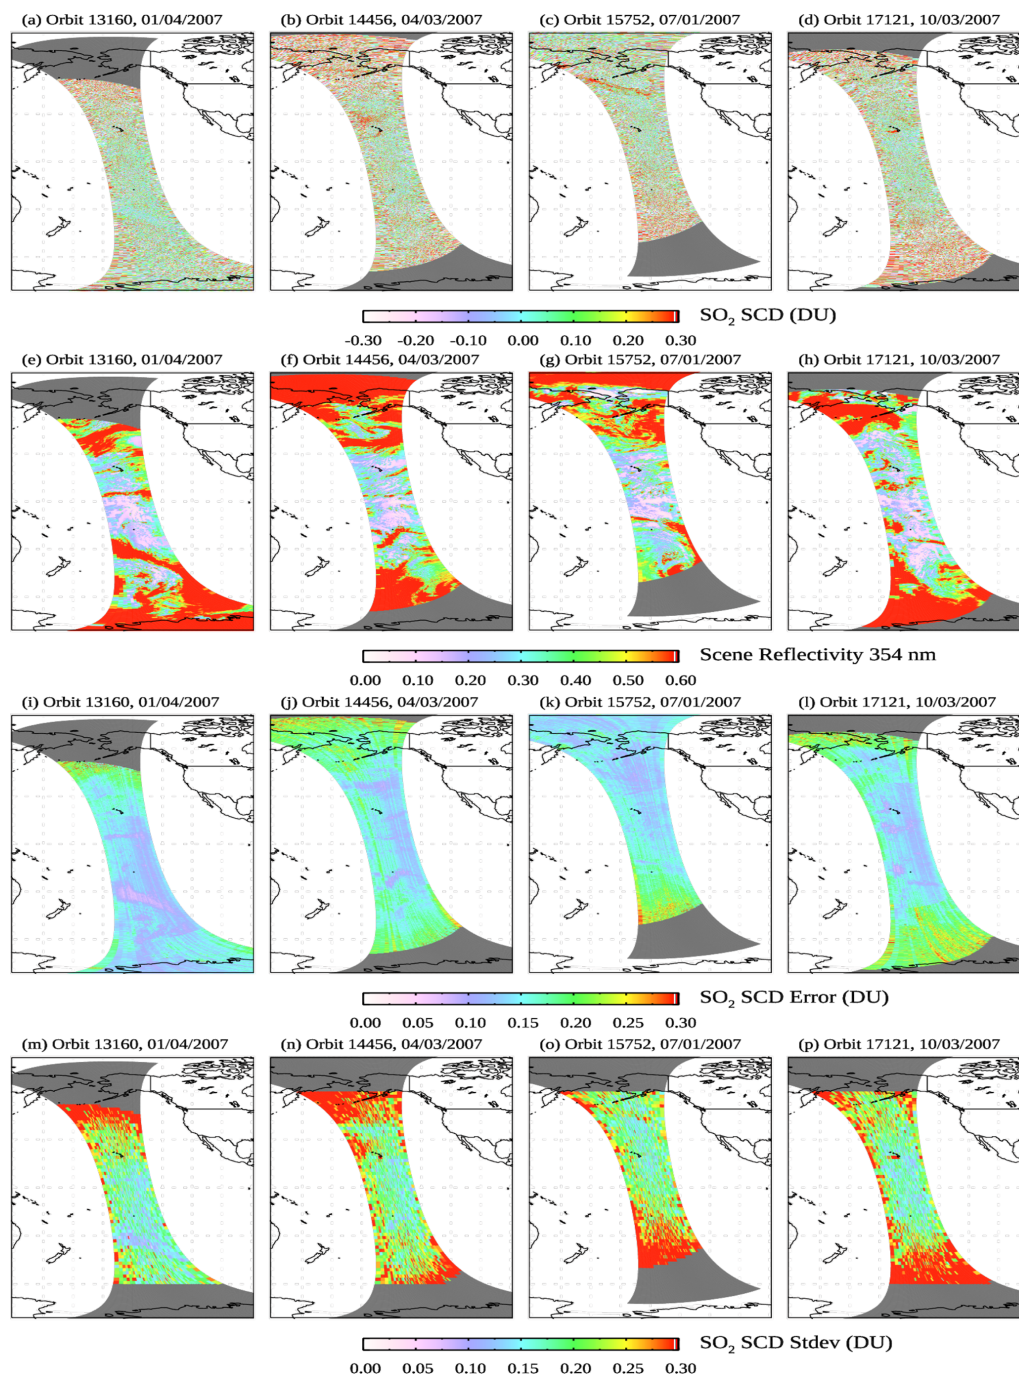 (a) Orbit 13160, 01/04/2007
(b) Orbit 14456, 04/03/2007
(c) Orbit 15752, 07/01/2007
(d) Orbit 17121, 10/03/2007
SO₂ SCD (DU)
-0.30 -0.20 -0.10 0.00 0.10 0.20 0.30
(e) Orbit 13160, 01/04/2007
(f) Orbit 14456, 04/03/2007
(g) Orbit 15752, 07/01/2007
(h) Orbit 17121, 10/03/2007
Scene Reflectivity 354 nm
0.00 0.10 0.20 0.30 0.40 0.50 0.60
(i) Orbit 13160, 01/04/2007
(j) Orbit 14456, 04/03/2007
(k) Orbit 15752, 07/01/2007
(l) Orbit 17121, 10/03/2007
SO₂ SCD Error (DU)
0.00 0.05 0.10 0.15 0.20 0.25 0.30
(m) Orbit 13160, 01/04/2007
(n) Orbit 14456, 04/03/2007
(o) Orbit 15752, 07/01/2007
(p) Orbit 17121, 10/03/2007
SO₂ SCD Stdev (DU)
0.00 0.05 0.10 0.15 0.20 0.25 0.30